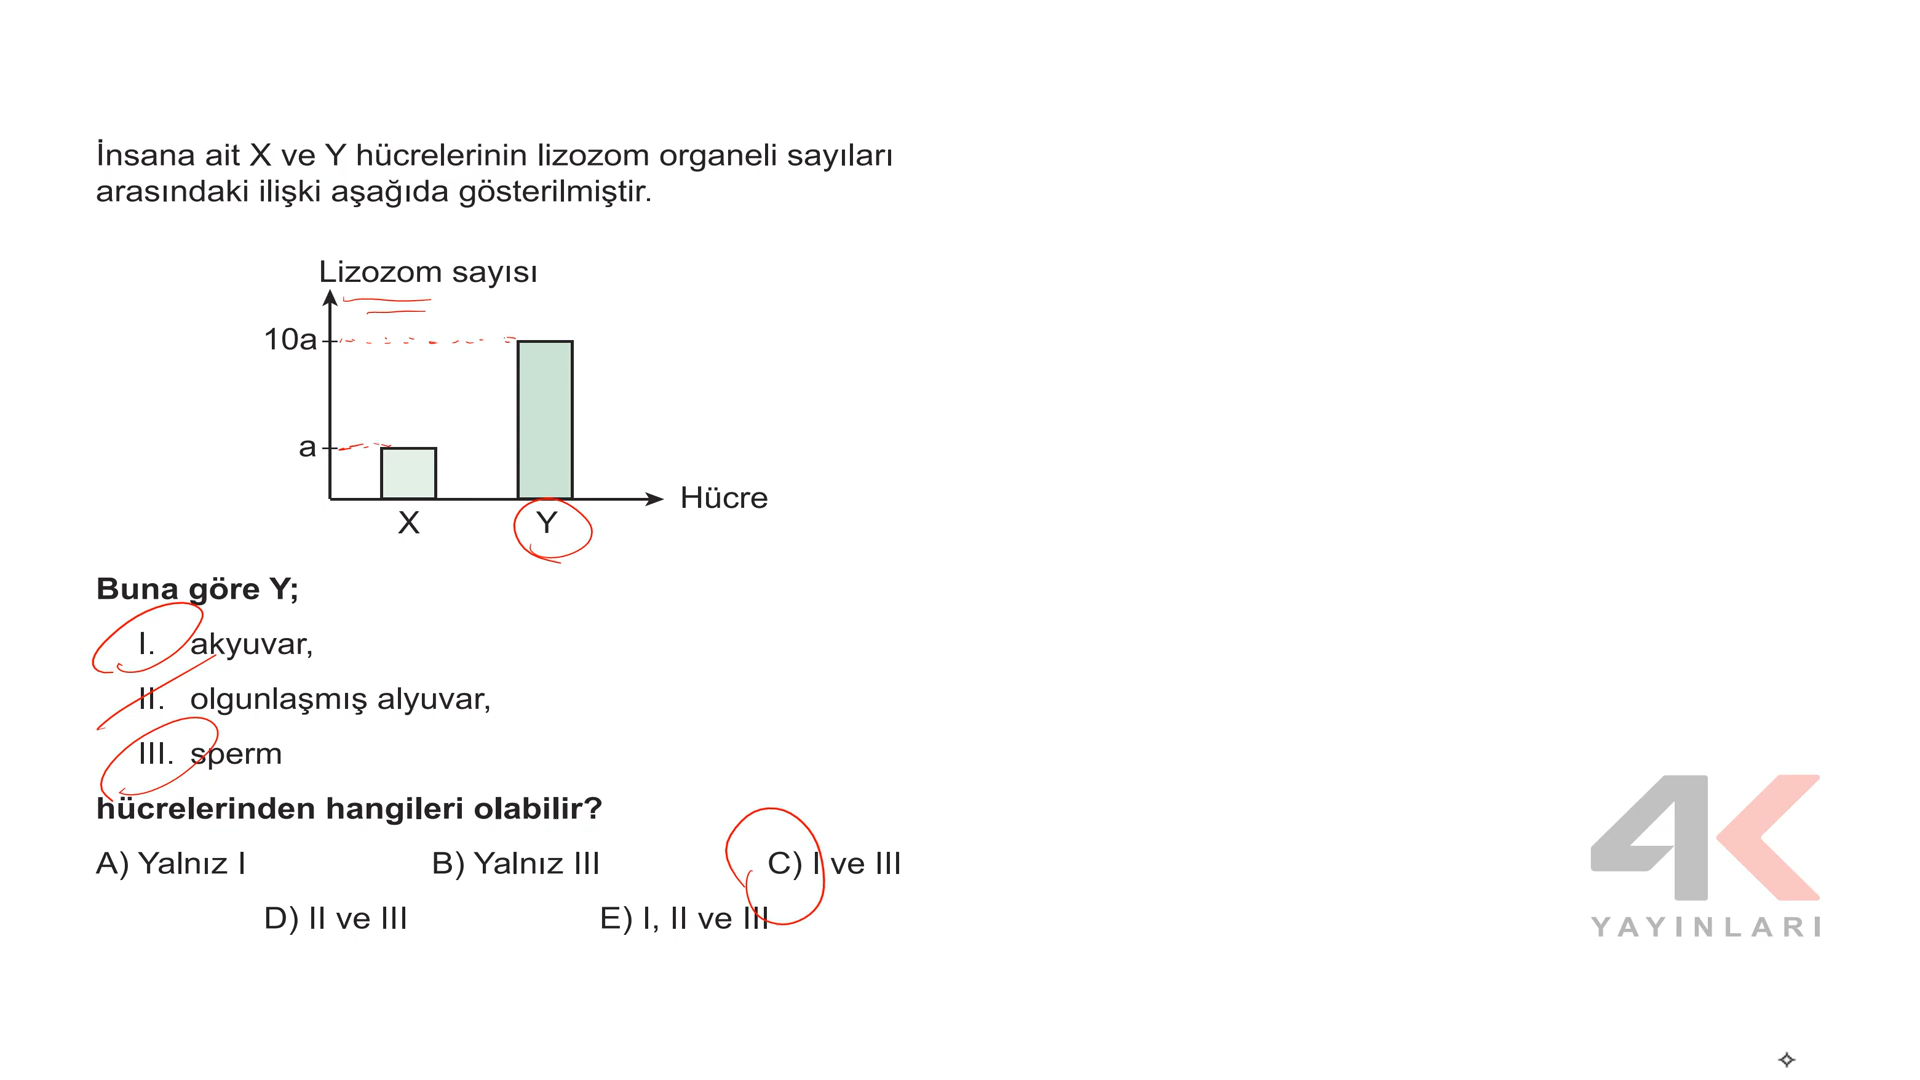 İnsana ait X ve Y hücrelerinin lizozom organeli sayıları
arasındaki ilişki aşağıda gösterilmiştir.
Lizozom sayısı
10a
a
X
Y
Hücre
Buna göre Y;
I. akyuvar,
II. olgunlaşmış alyuvar,
III. sperm
hücrelerinden hangileri olabilir?
A) Yalnız I B) Yalnız III C) I ve III
D) II ve III E) I, II ve III
4K
YAYINLARI